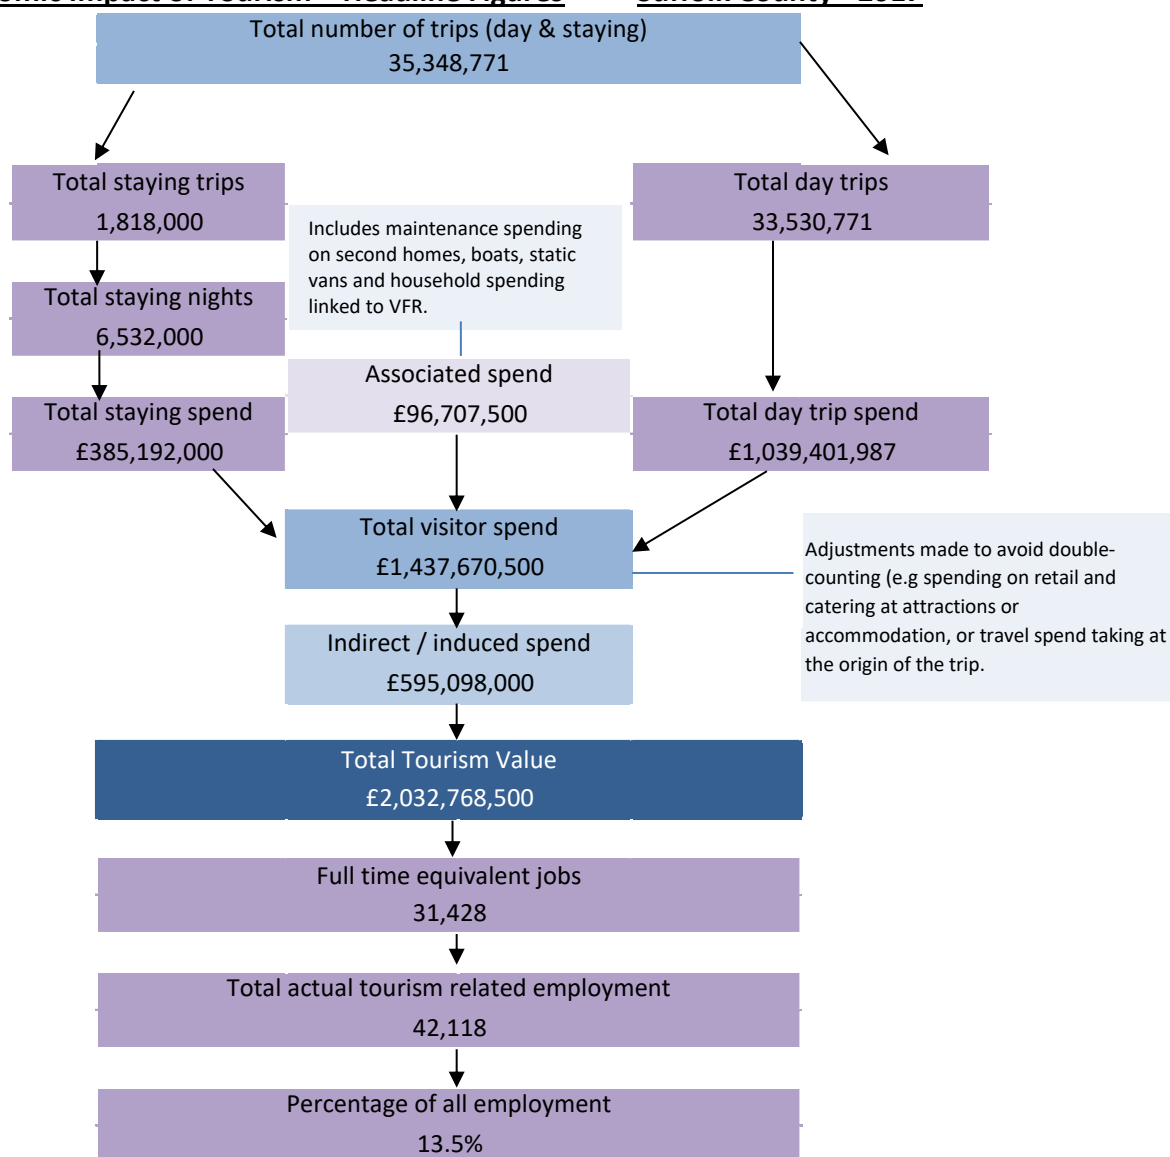 Impact of Tourism – Headline Figures
Total number of trips (day & staying)
35,348,771
Total staying trips
1,818,000
Total day trips
33,530,771
Includes maintenance spending
on second homes, boats, static
vans and household spending
linked to VFR.
Total staying nights
6,532,000
Associated spend
£96,707,500
Total staying spend
£385,192,000
Total day trip spend
£1,039,401,987
Total visitor spend
£1,437,670,500
Adjustments made to avoid double-
counting (e.g spending on retail and
catering at attractions or
accommodation, or travel spend taking at
the origin of the trip.
Indirect / induced spend
£595,098,000
Total Tourism Value
£2,032,768,500
Full time equivalent jobs
31,428
Total actual tourism related employment
42,118
Percentage of all employment
13.5%